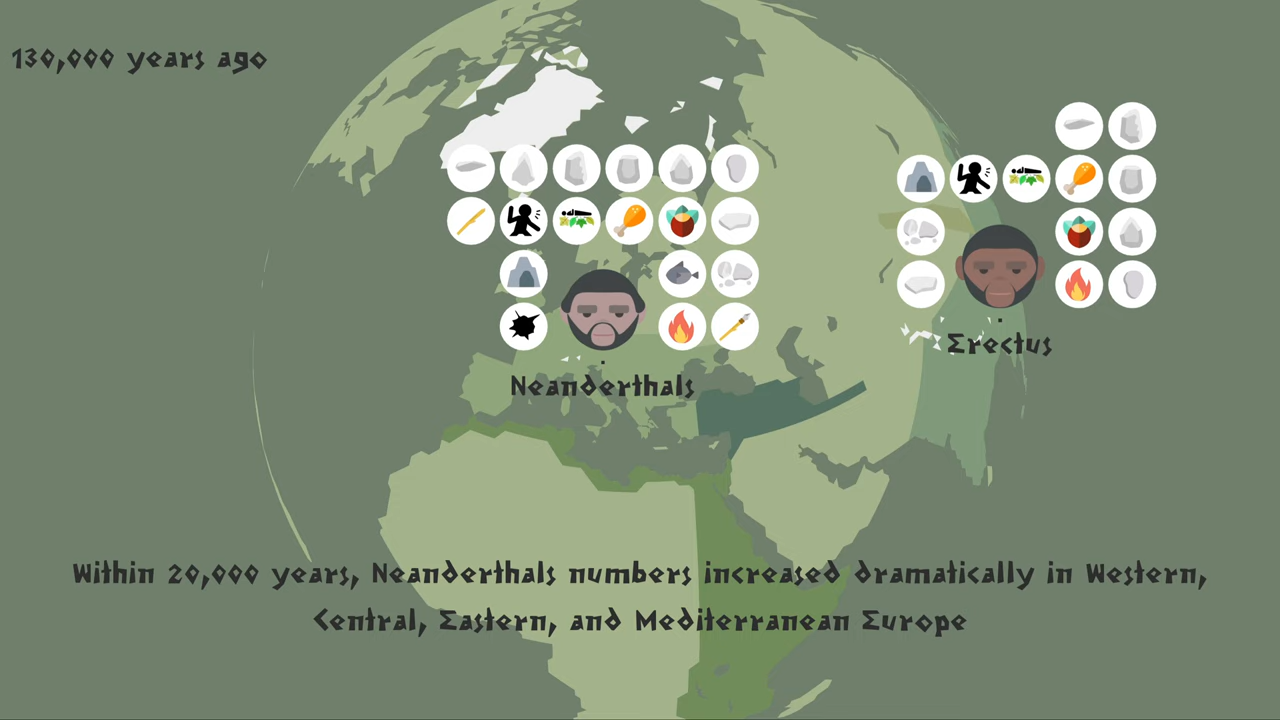 130,000 years ago
Erectus
Neanderthals
Within 20,000 years, Neanderthals numbers increased dramatically in Western,
Central, Eastern, and Mediterranean Europe